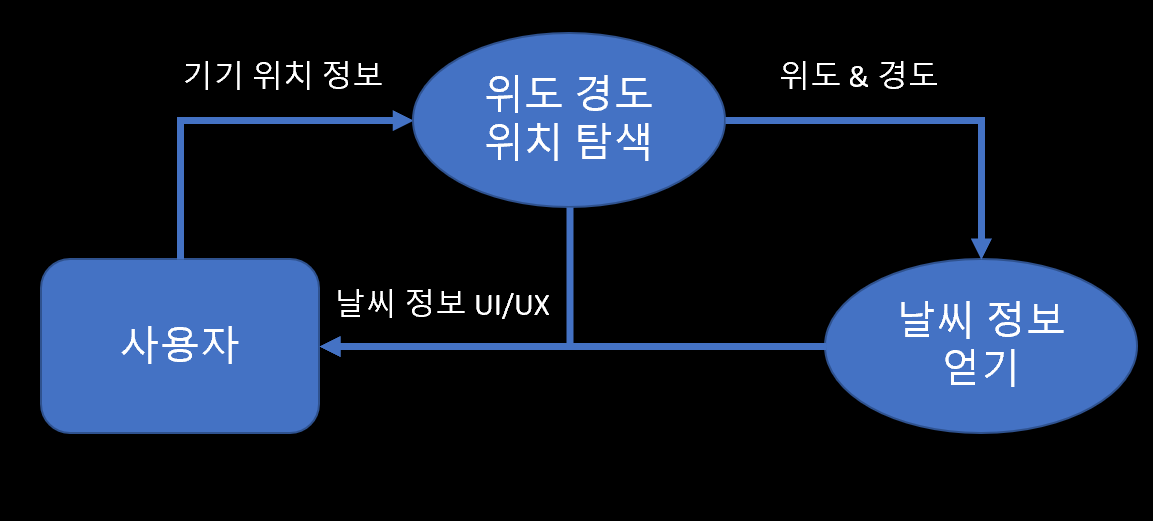 기기 위치 정보
위도 경도
위치 탐색
위도 & 경도
사용자
날씨 정보 UI/UX
날씨 정보
얻기